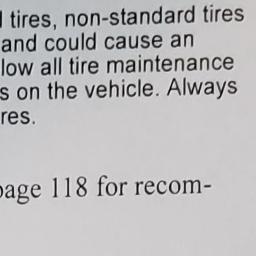 tires, non-standard tires
and could cause an
low all tire maintenance
s on the vehicle. Always
res.
page 118 for recom-